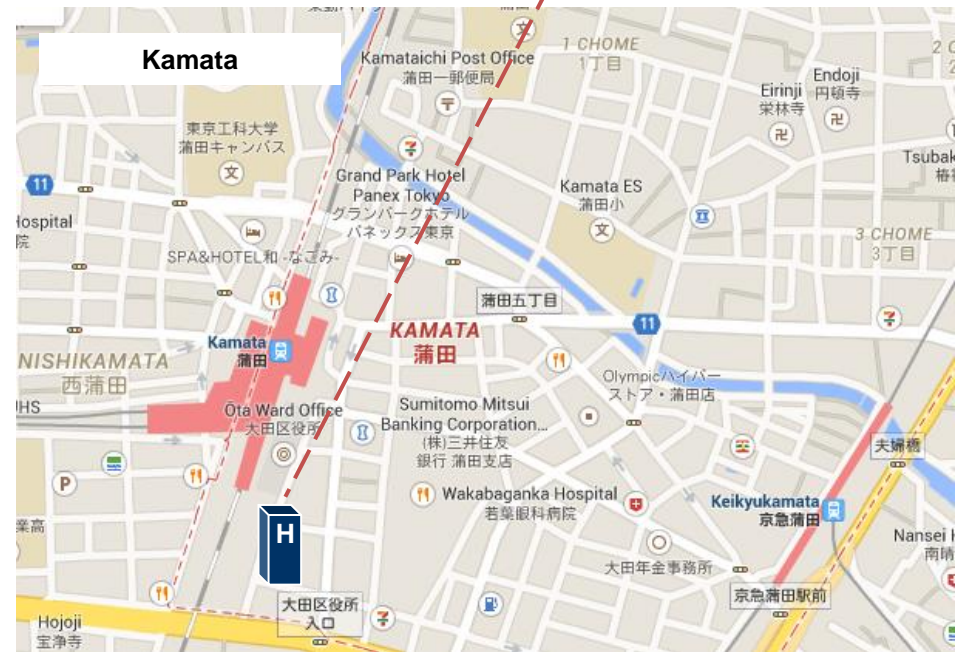 Kamata
Kamataichi Post Office
蒲田一郵便局
1 CHOME
1丁目
Endoji
円頓寺
Eirinji
栄林寺
東京工科大学
蒲田キャンパス
Grand Park Hotel
Panex Tokyo
グランパークホテル
パネックス東京
Kamata ES
蒲田小
Tsubak
11
3 CHOME
3丁目
SPA&HOTEL和 -なごみ-
蒲田五丁目
11
KAMATA
蒲田
Kamata
蒲田
NISHIKAMATA
西蒲田
Olympicハイパー
ストア・蒲田店
Ōta Ward Office
大田区役所
Sumitomo Mitsui
Banking Corporation...
(株)三井住友
銀行 蒲田支店
夫婦橋
P
Wakabaganka Hospital
若葉眼科病院
Keikyukamata
京急蒲田
H
Nansei H
大田年金事務所
京急蒲田駅前
大田区役所
入口
Hojoji
宝浄寺